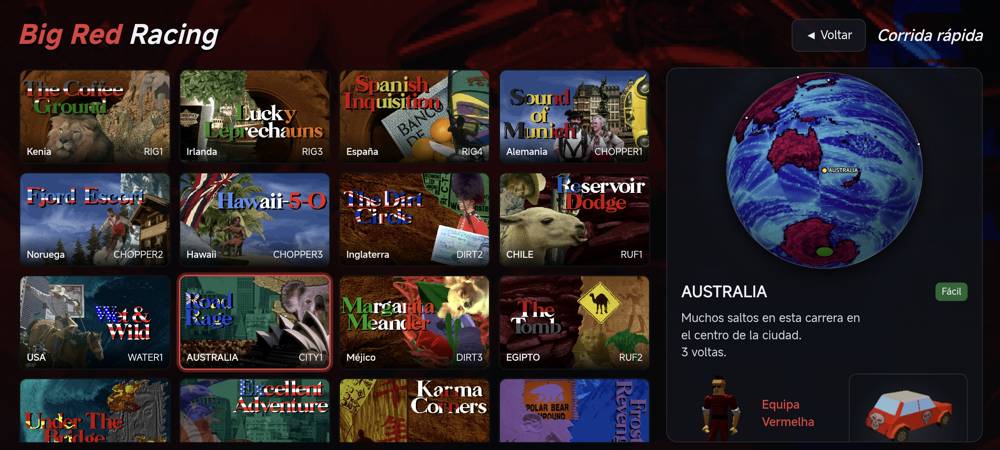 Big Red Racing
◄ Voltar
Corrida rápida
The Coffee
Ground
Kenia
RIG1
Lucky
Leprechauns
Irlanda
RIG3
Spanish
Inquisition
BANCO
DE
España
RIG4
Sound
of
Munich
Alemania
CHOPPER1
Fjord Escort
Noruega
CHOPPER2
Hawaii-5-O
Hawaii
CHOPPER3
The Dirt
Circle
Inglaterra
DIRT2
Reservoir
Dodge
CHILE
RUF1
Wet &
Wild
USA
WATER1
Road
Rage
AUSTRALIA
CITY1
Margarita
Meander
Méjico
DIRT3
The
Tomb
EGIPTO
RUF2
Under The
Bridge
Excellent
Adventure
Karma
Corners
POLAR BEAR
AUSTRALIA
AUSTRALIA
Fácil
Muchos saltos en esta carrera en
el centro de la ciudad.
3 voltas.
Equipa
Vermelha